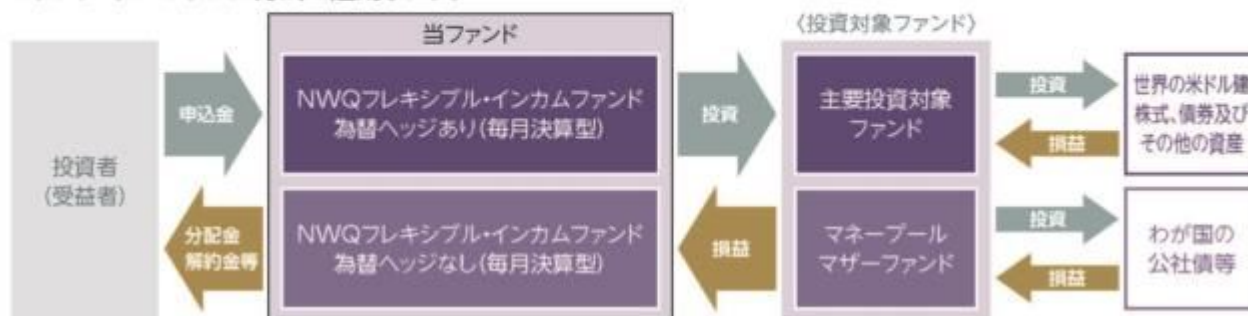 当ファンド
〈投資対象ファンド〉
投資者
(受益者)
申込金
分配金
解約金等
NWQフレキシブル・インカムファンド
為替ヘッジあり(毎月決算型)
NWQフレキシブル・インカムファンド
為替ヘッジなし(毎月決算型)
投資
損益
主要投資対象
ファンド
マネープール
マザーファンド
投資
損益
投資
損益
世界の米ドル建
株式、債券及び
その他の資産
わが国の
公社債等